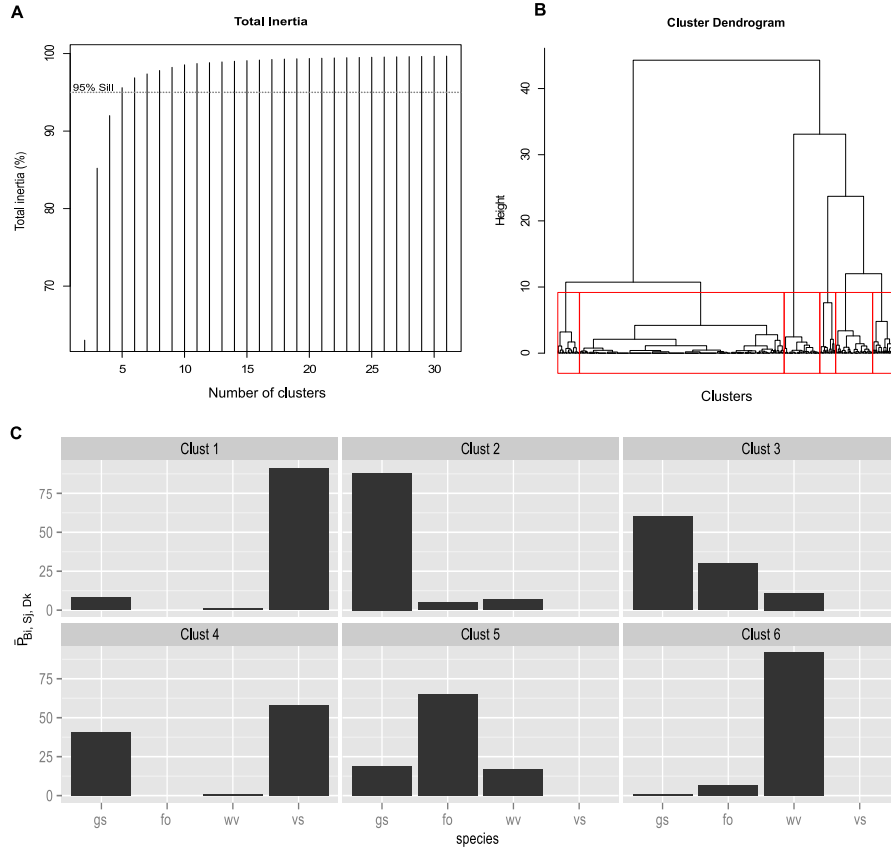 A
Total Inertia
Total inertia (%)
100
90
80
70
95% Sill
5
10
15
20
25
30
Number of clusters
B
Cluster Dendrogram
Height
40
30
20
10
0
Clusters
C
Clust 1
Clust 2
Clust 3
75
50
25
0
Clust 4
Clust 5
Clust 6
75
50
25
0
P̄Bi, Sj, Dk
gs fo wv vs
gs fo wv vs
gs fo wv vs
species